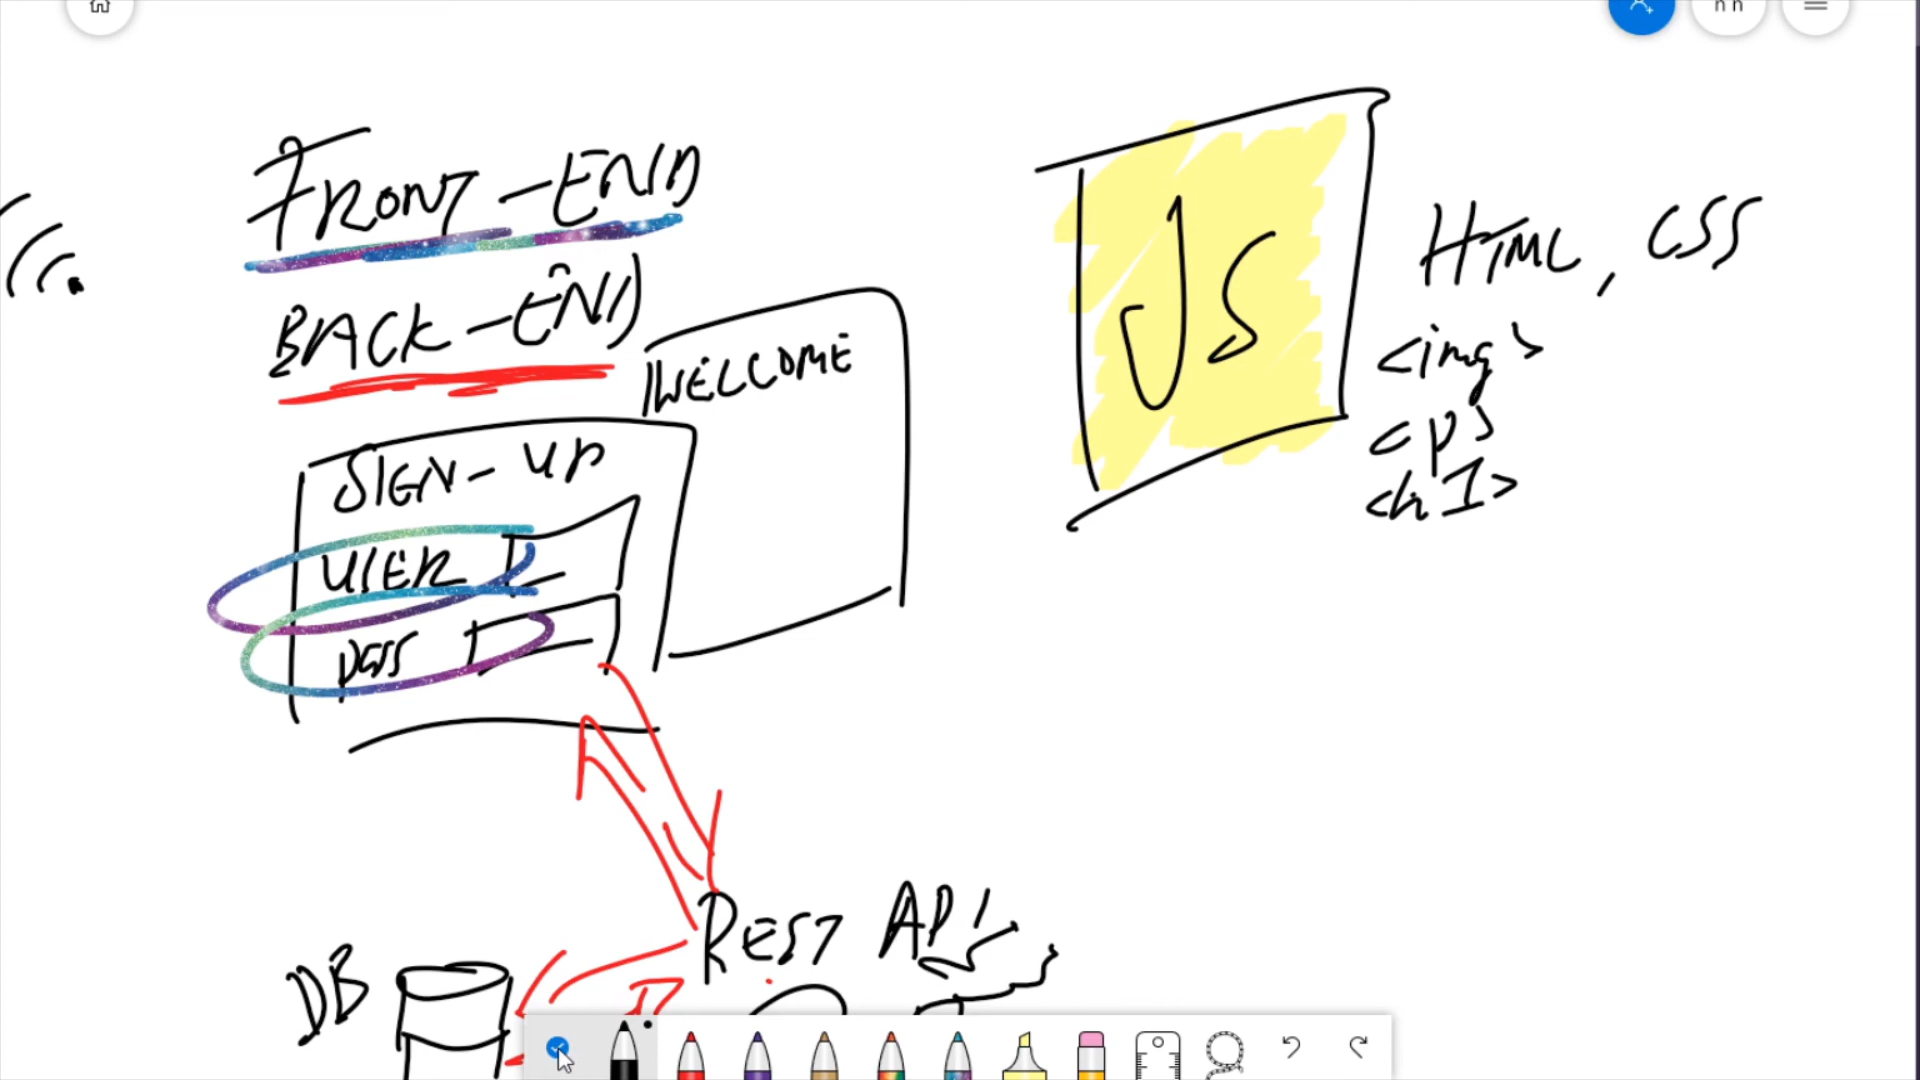 FRONT-END
BACK-END
WELCOME
SIGN-UP
USER
PASS
JS
HTML, CSS
<img>
<p>
<h1>
REST API
DB